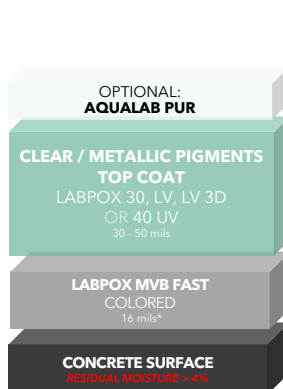 OPTIONAL:
AQUALAB PUR
CLEAR / METALLIC PIGMENTS
TOP COAT
LABPOX 30, LV, LV 3D
OR 40 UV
30 - 50 mils
LABPOX MVB FAST
COLORED
16 mils*
CONCRETE SURFACE
RESIDUAL MOISTURE > 4%